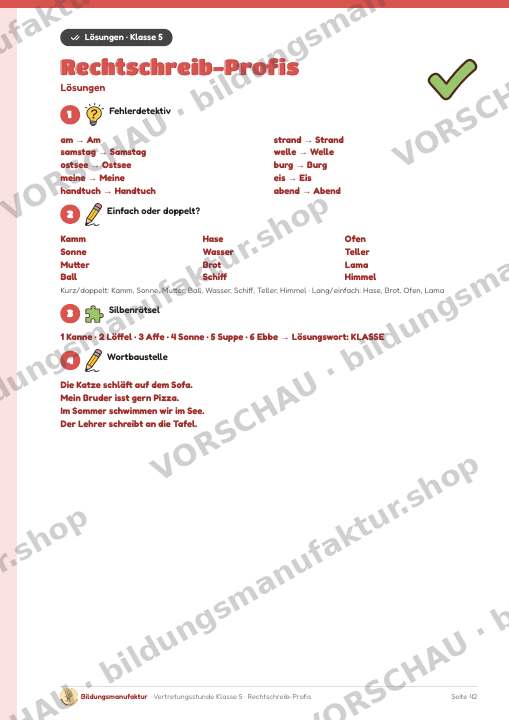 Lösungen · Klasse 5
Rechtschreib-Profis
Lösungen
1 Fehlerdetektiv
am → Am
samstag → Samstag
ostsee → Ostsee
meine → Meine
handtuch → Handtuch
strand → Strand
welle → Welle
burg → Burg
eis → Eis
abend → Abend
2 Einfach oder doppelt?
Kamm Hase Ofen
Sonne Wasser Teller
Mutter Brot Lama
Ball Schiff Himmel
Kurz/doppelt: Kamm, Sonne, Mutter, Ball, Wasser, Schiff, Teller, Himmel · Lang/einfach: Hase, Brot, Ofen, Lama
3 Silbenrätsel
1 Kanne · 2 Löffel · 3 Affe · 4 Sonne · 5 Suppe · 6 Ebbe → Lösungswort: KLASSE
4 Wortbaustelle
Die Katze schläft auf dem Sofa.
Mein Bruder isst gern Pizza.
Im Sommer schwimmen wir im See.
Der Lehrer schreibt an die Tafel.
VORSCHAU · bildungsmanufaktur.shop
Bildungsmanufaktur · Vertretungsstunde Klasse 5 · Rechtschreib-Profis
Seite 42